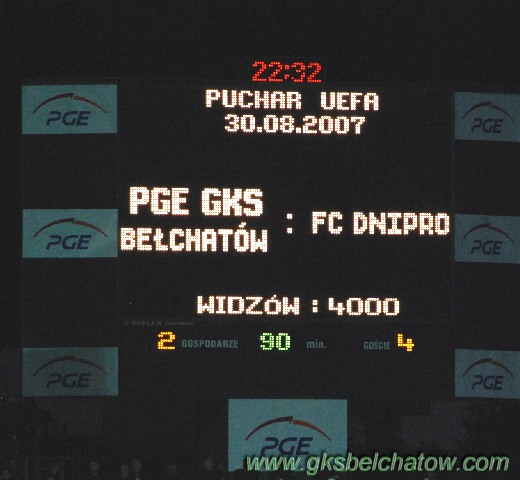 22:32
PUCHAR UEFA
30.08.2007
PGE
PGE
PGE GKS
BEŁCHATÓW : FC DNIPRO
PGE
PGE
WIDZÓW : 4000
2 GOSPODARZE 90 min. GOŚCIE 4
PGE
PGE
PGE
www.gksbelchatow.com